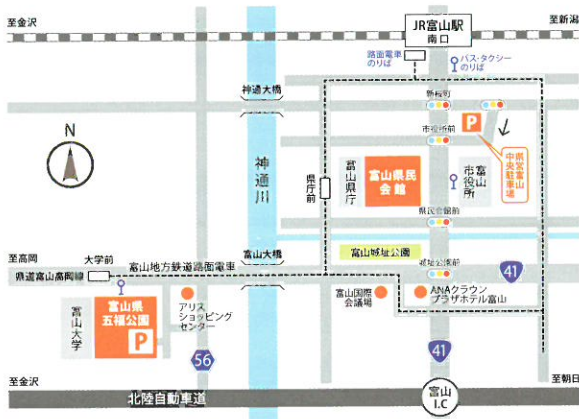 至金沢
JR富山駅
南口
至新潟
路面電車
のりば
バス・タクシー
のりば
神通大橋
新桜町
P
市役所前
N
神通川
県庁前
富山県庁
富山県民
会館
富山
市役所
県営富山
中央駐車場
県民会館前
至高岡
大学前
富山大橋
富山城址公園
城址公園前
41
県道富山高岡線
富山地方鉄道路面電車
富山大学
富山県
五福公園
P
アリス
ショッピング
センター
富山国際
会議場
ANAクラウン
プラザホテル富山
56
41
至金沢
北陸自動車道
富山
I.C
至朝日